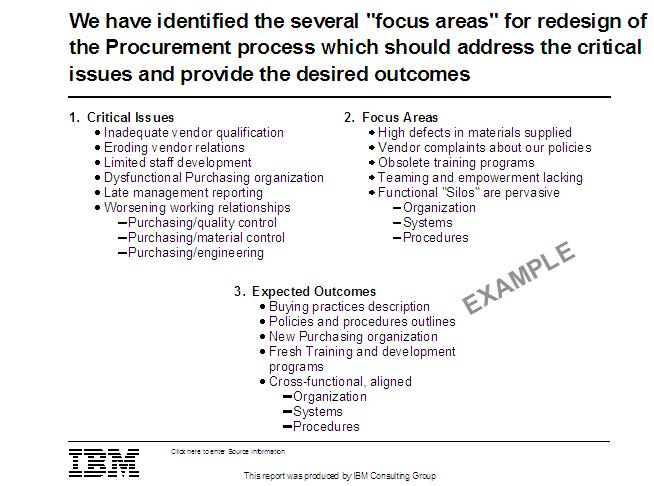 We have identified the several "focus areas" for redesign of
the Procurement process which should address the critical
issues and provide the desired outcomes
1. Critical Issues
• Inadequate vendor qualification
• Eroding vendor relations
• Limited staff development
• Dysfunctional Purchasing organization
• Late management reporting
• Worsening working relationships
–Purchasing/quality control
–Purchasing/material control
–Purchasing/engineering
2. Focus Areas
• High defects in materials supplied
• Vendor complaints about our policies
• Obsolete training programs
• Teaming and empowerment lacking
• Functional "Silos" are pervasive
–Organization
–Systems
–Procedures
EXAMPLE
3. Expected Outcomes
• Buying practices description
• Policies and procedures outlines
• New Purchasing organization
• Fresh Training and development
programs
• Cross-functional, aligned
–Organization
–Systems
–Procedures
IBM
Click here to enter Source Information
This report was produced by IBM Consulting Group